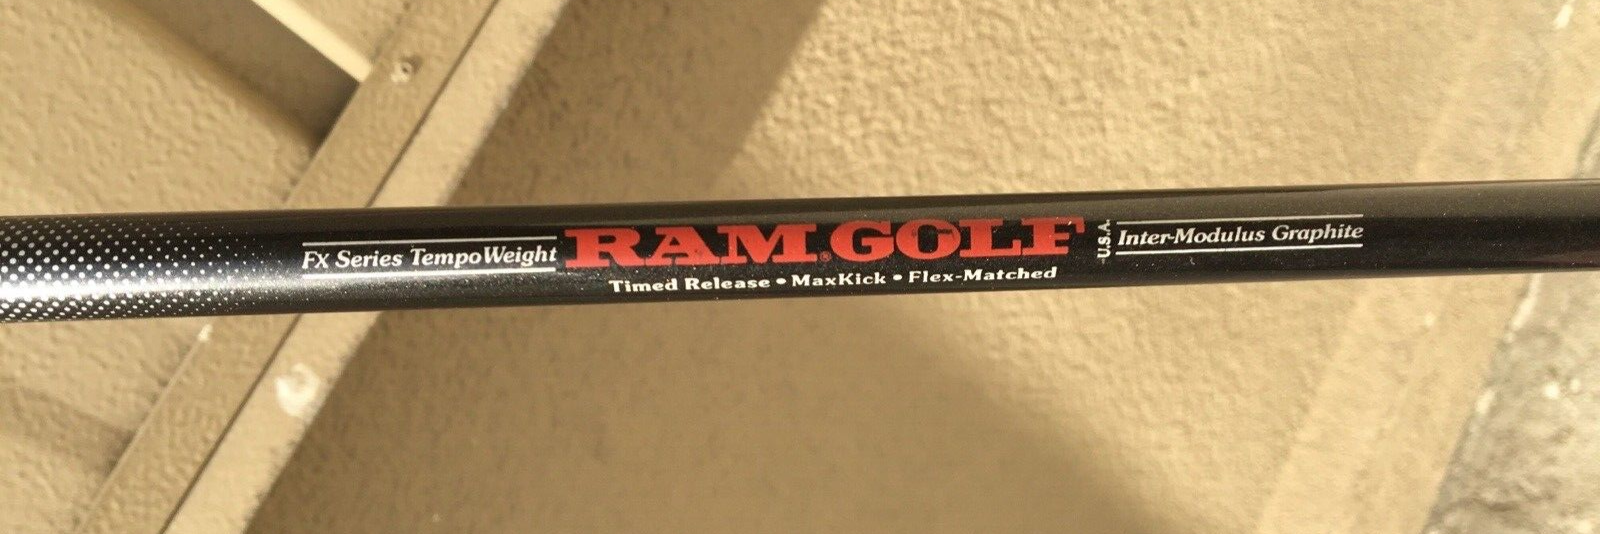 FX Series TempoWeight RAM® GOLF U.S.A. Inter-Modulus Graphite
Timed Release • MaxKick • Flex-Matched